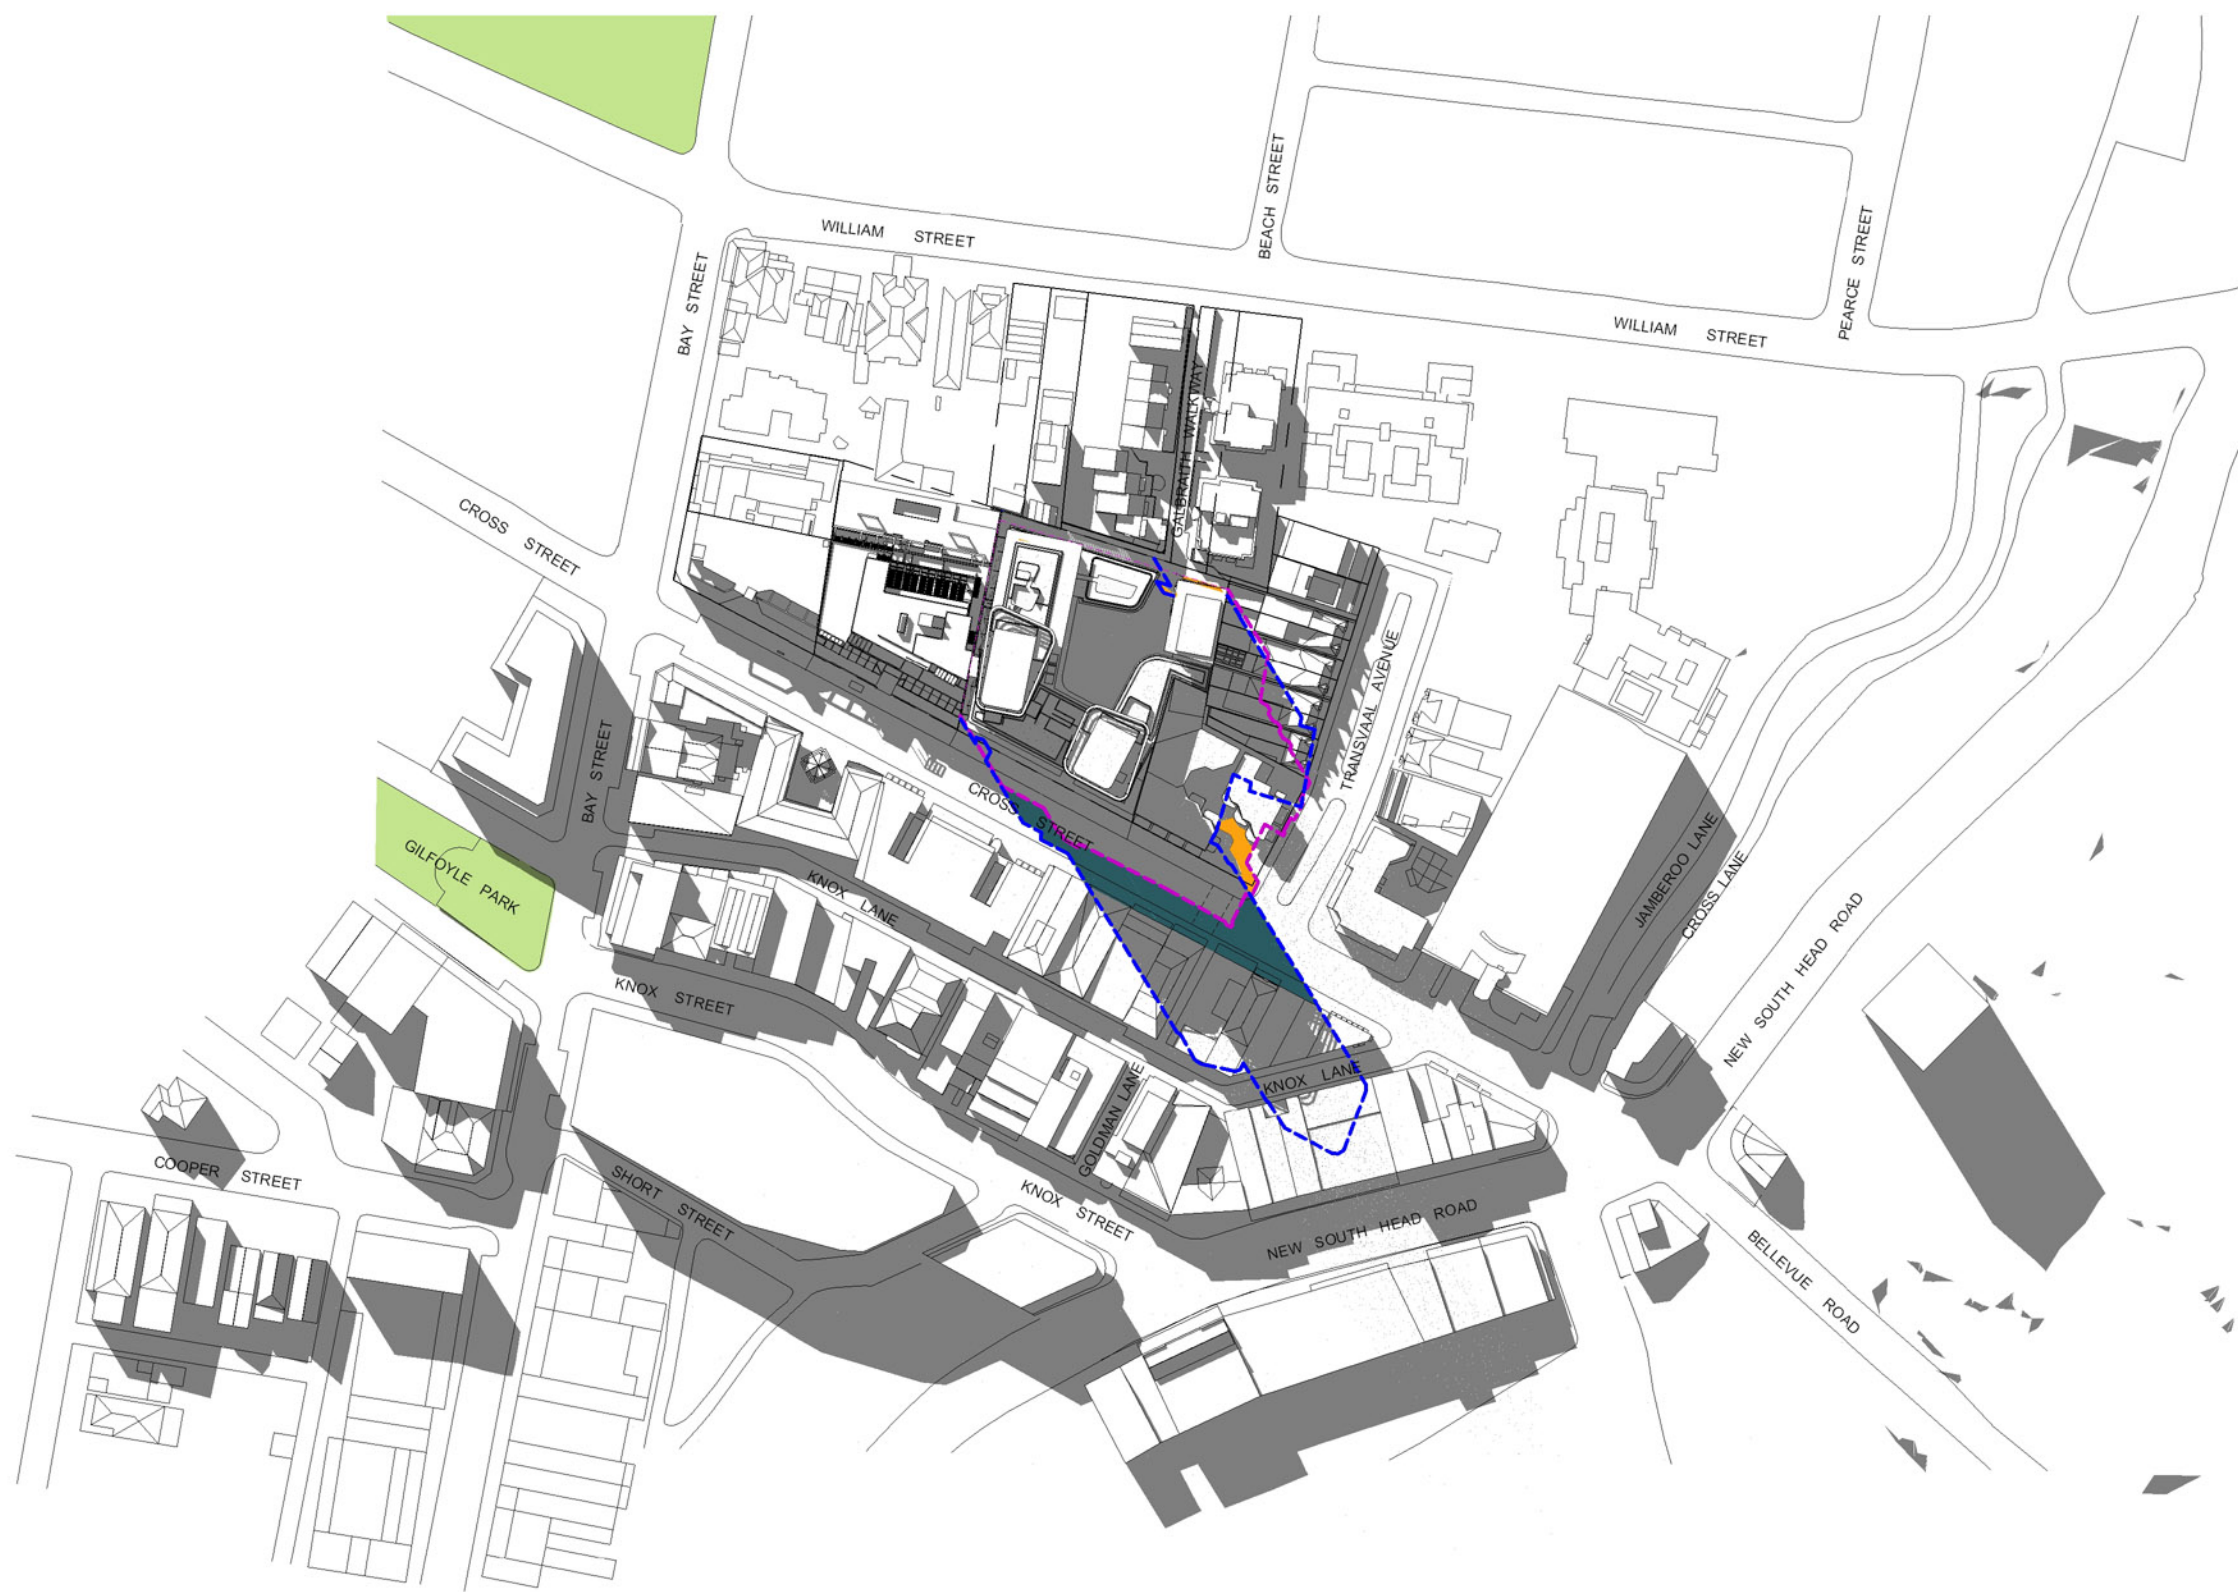 WILLIAM STREET
BEACH STREET
PEARCE STREET
BAY STREET
WILLIAM STREET
GALBRAITH WALKWAY
CROSS STREET
TRANSVAAL AVENUE
BAY STREET
CROSS STREET
GILFOYLE PARK
KNOX LANE
JAMBEROO LANE
CROSS LANE
NEW SOUTH HEAD ROAD
KNOX STREET
KNOX LANE
GOLDMAN LANE
COOPER STREET
SHORT STREET
KNOX STREET
NEW SOUTH HEAD ROAD
BELLEVUE ROAD